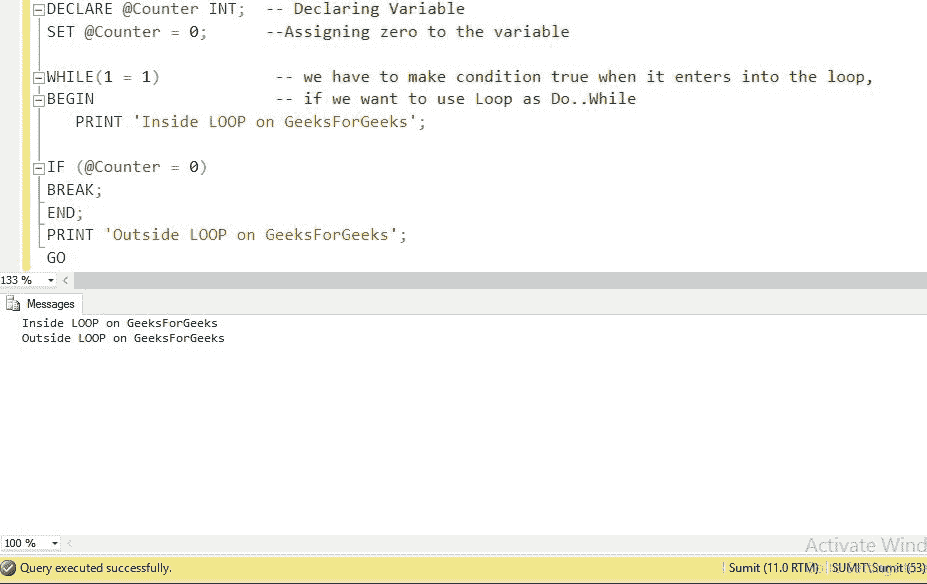 DECLARE @Counter INT;  -- Declaring Variable
SET @Counter = 0;      --Assigning zero to the variable
WHILE(1 = 1)            -- we have to make condition true when it enters into the loop,
BEGIN                   -- if we want to use Loop as Do..While
PRINT 'Inside LOOP on GeeksForGeeks';
IF (@Counter = 0)
BREAK;
END;
PRINT 'Outside LOOP on GeeksForGeeks';
GO
133 %
Messages
Inside LOOP on GeeksForGeeks
Outside LOOP on GeeksForGeeks
100 %
Activate Wind
Query executed successfully.
Sumit (11.0 RTM)
SUMIT\Sumit (53)